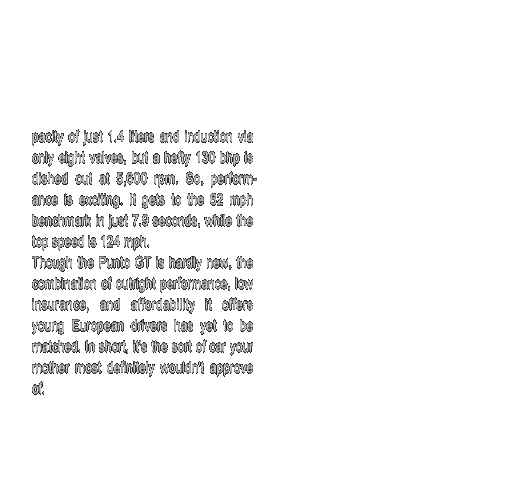 pacity of just 1.4 liters and induction via
only eight valves, but a hefty 130 bhp is
dished out at 5,600 rpm. So, perform-
ance is exciting. It gets to the 62 mph
benchmark in just 7.9 seconds, while the
top speed is 124 mph.
Though the Punto GT is hardly new, the
combination of outright performance, low
insurance, and affordability it offers
young European drivers has yet to be
matched. In short, it's the sort of car your
mother most definitely wouldn't approve
of.